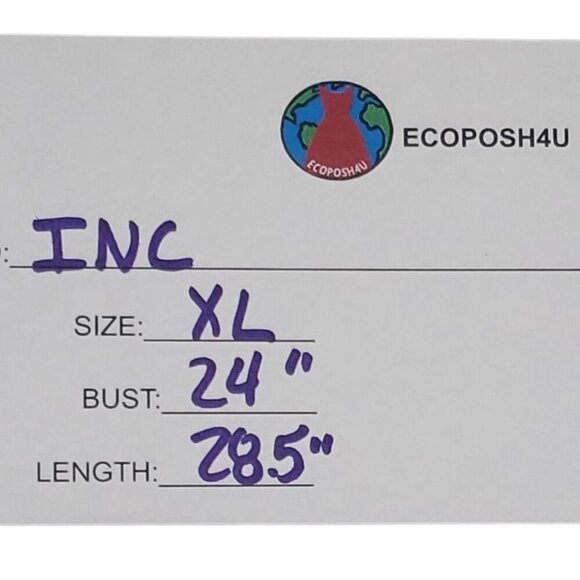 ECOPOSH4U
ECOPOSH4U
: INC
SIZE: XL
BUST: 24"
LENGTH: 28.5"